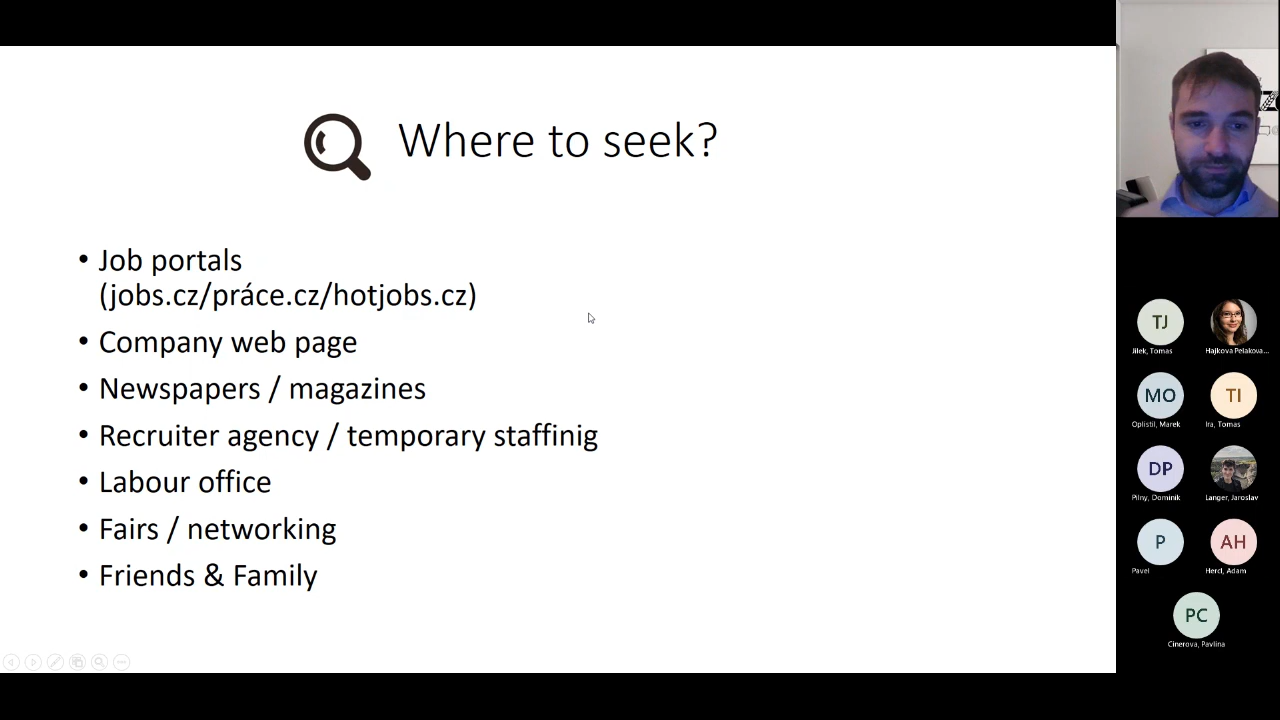 Where to seek?
• Job portals
(jobs.cz/práce.cz/hotjobs.cz)
• Company web page
• Newspapers / magazines
• Recruiter agency / temporary staffinig
• Labour office
• Fairs / networking
• Friends & Family
TJ
Jilek, Tomas
Hajkova Pelakova...
MO
Oplistil, Marek
TI
Ira, Tomas
DP
Pilny, Dominik
Langer, Jaroslav
P
Pavel
AH
Hercl, Adam
PC
Cinerova, Pavlina